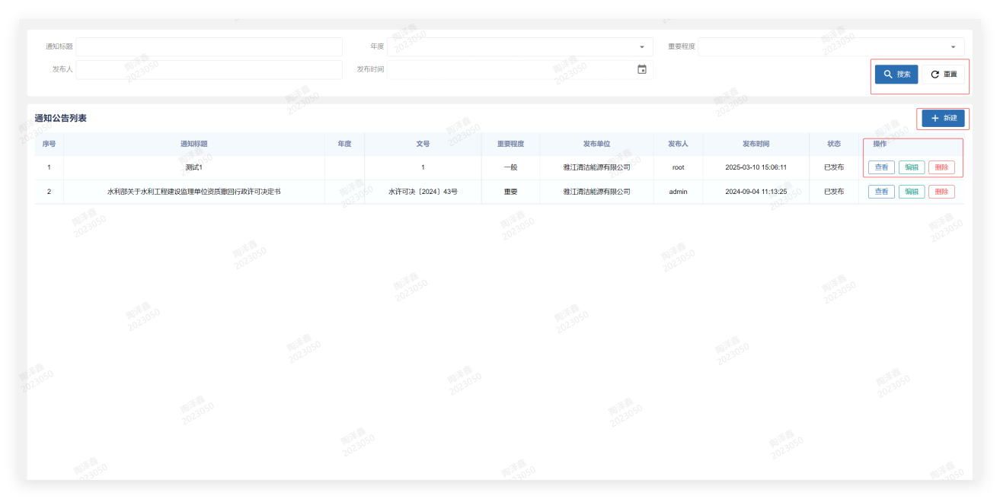 通知标题 年度 重要程度
发布人 发布时间
搜索 重置
通知公告列表 新建
序号 通知标题 年度 文号 重要程度 发布单位 发布人 发布时间 状态 操作
1 测试1 1 一般 雅江清洁能源有限公司 root 2025-03-10 15:06:11 已发布 查看 编辑 删除
2 水利部关于水利工程建设监理单位资质撤回行政许可决定书 水许可决〔2024〕43号 重要 雅江清洁能源有限公司 admin 2024-09-04 11:13:25 已发布 查看 编辑 删除
陶泽鑫
2023050